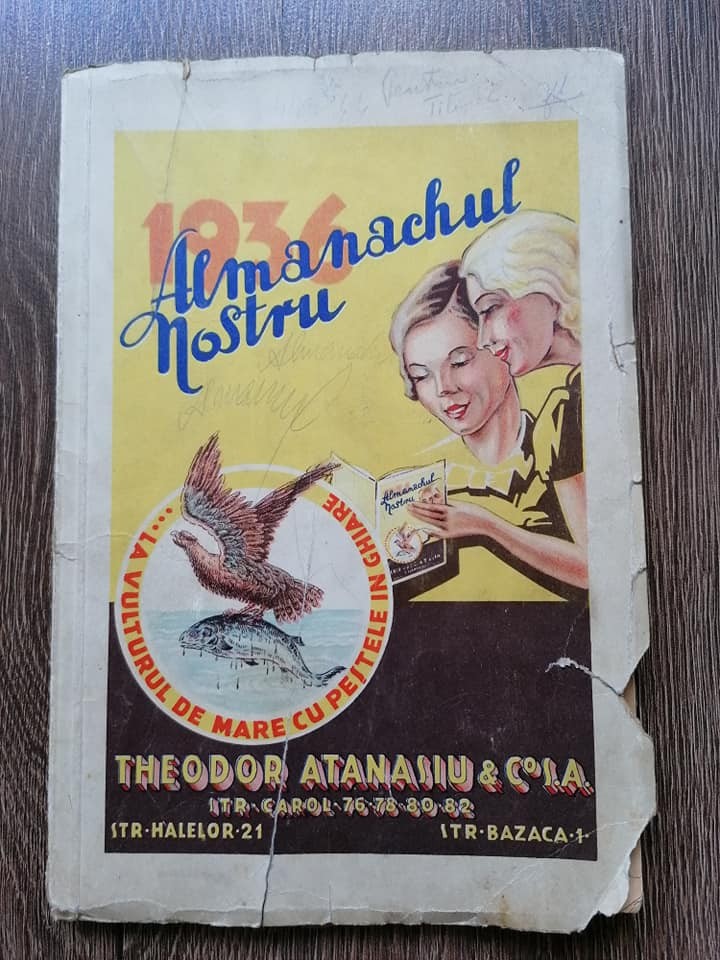 1936
Almanachul
Nostru
Almanachul
Nostru
... LA VULTURUL DE MARE CU PEȘTELE IN GHIARE
THEODOR ATANASIU & Co S.A.
STR·CAROL·76·78·80·82
STR·HALELOR·21
STR·BAZACA·1·